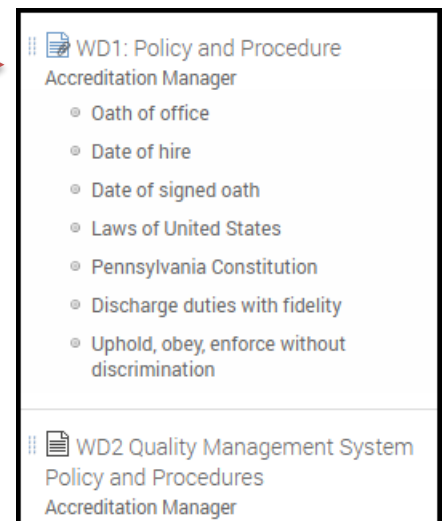 WD1: Policy and Procedure
Accreditation Manager
Oath of office
Date of hire
Date of signed oath
Laws of United States
Pennsylvania Constitution
Discharge duties with fidelity
Uphold, obey, enforce without
discrimination
WD2 Quality Management System
Policy and Procedures
Accreditation Manager